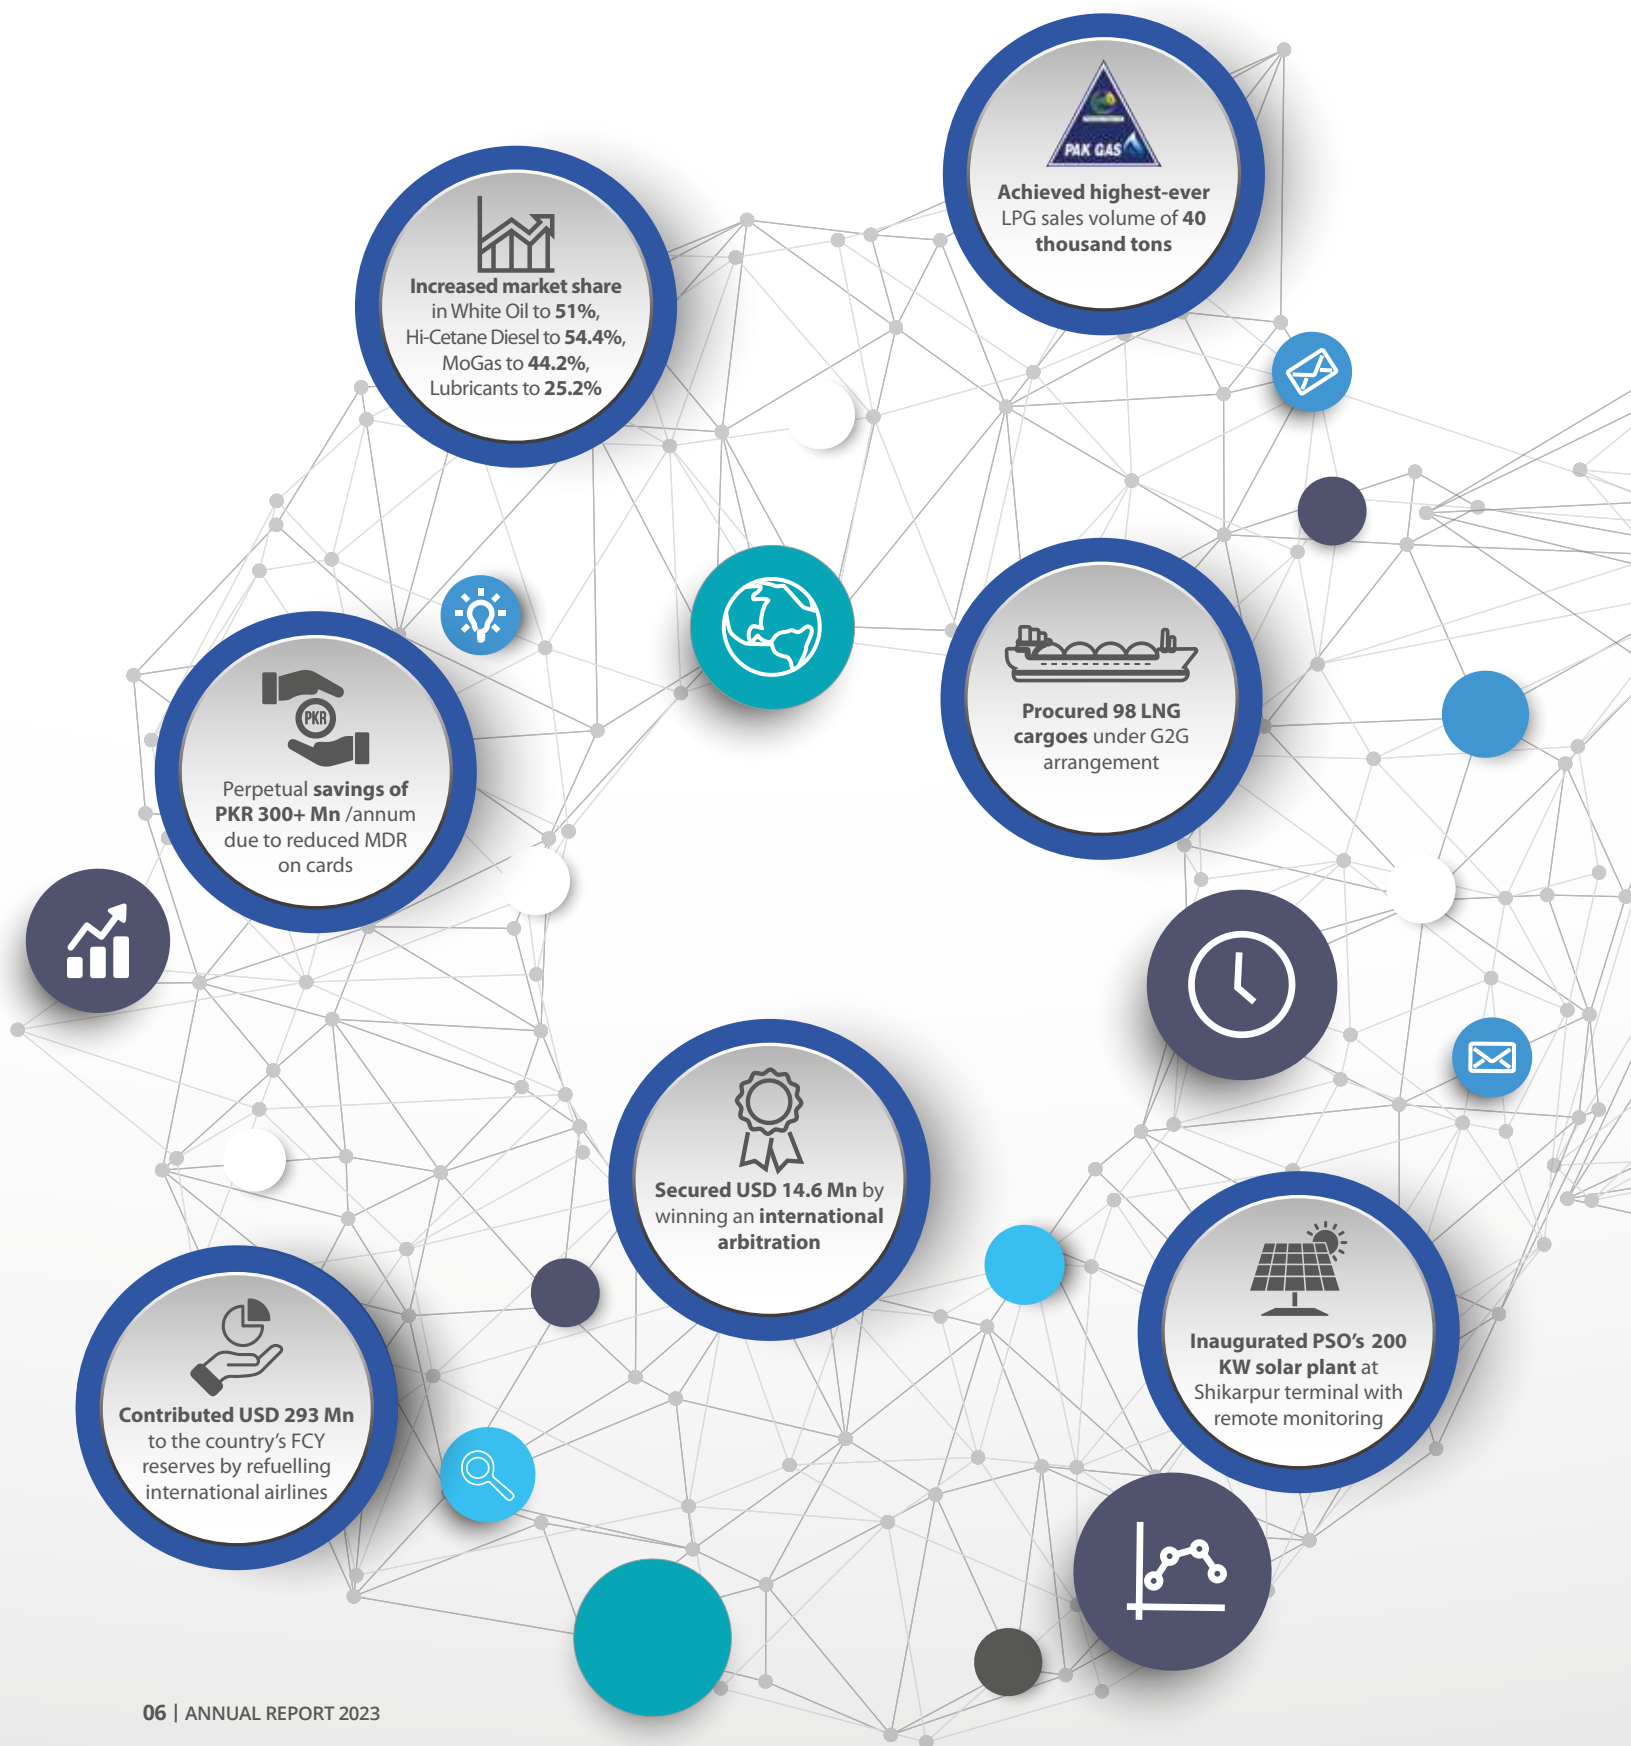 PAK GAS
Achieved highest-ever
LPG sales volume of 40
thousand tons
Increased market share
in White Oil to 51%,
Hi-Cetane Diesel to 54.4%,
MoGas to 44.2%,
Lubricants to 25.2%
Procured 98 LNG
cargoes under G2G
arrangement
PKR
Perpetual savings of
PKR 300+ Mn /annum
due to reduced MDR
on cards
Secured USD 14.6 Mn by
winning an international
arbitration
Inaugurated PSO’s 200
KW solar plant at
Shikarpur terminal with
remote monitoring
Contributed USD 293 Mn
to the country’s FCY
reserves by refuelling
international airlines
06 | ANNUAL REPORT 2023